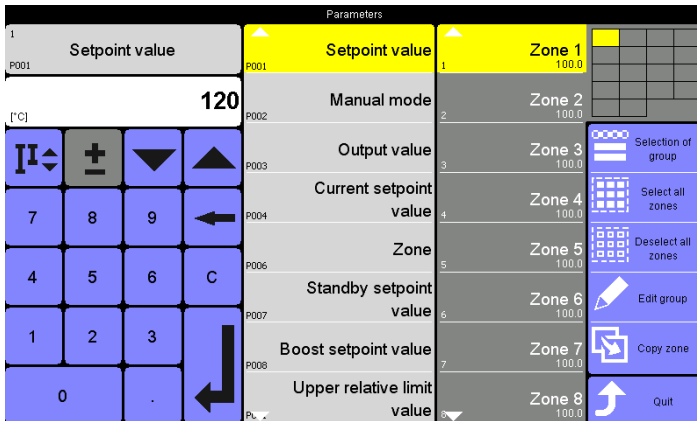 Parameters
1
Setpoint value
P001
120
[°C]
7
8
9
4
5
6
C
1
2
3
0
.
Setpoint value
P001
Manual mode
P002
Output value
P003
Current setpoint
value
P004
Zone
P006
Standby setpoint
value
P007
Boost setpoint value
P008
Upper relative limit
value
Zone 1
1
100.0
Zone 2
2
100.0
Zone 3
3
100.0
Zone 4
4
100.0
Zone 5
5
100.0
Zone 6
6
100.0
Zone 7
7
100.0
Zone 8
8
100.0
Selection of
group
Select all
zones
Deselect all
zones
Edit group
Copy zone
Quit